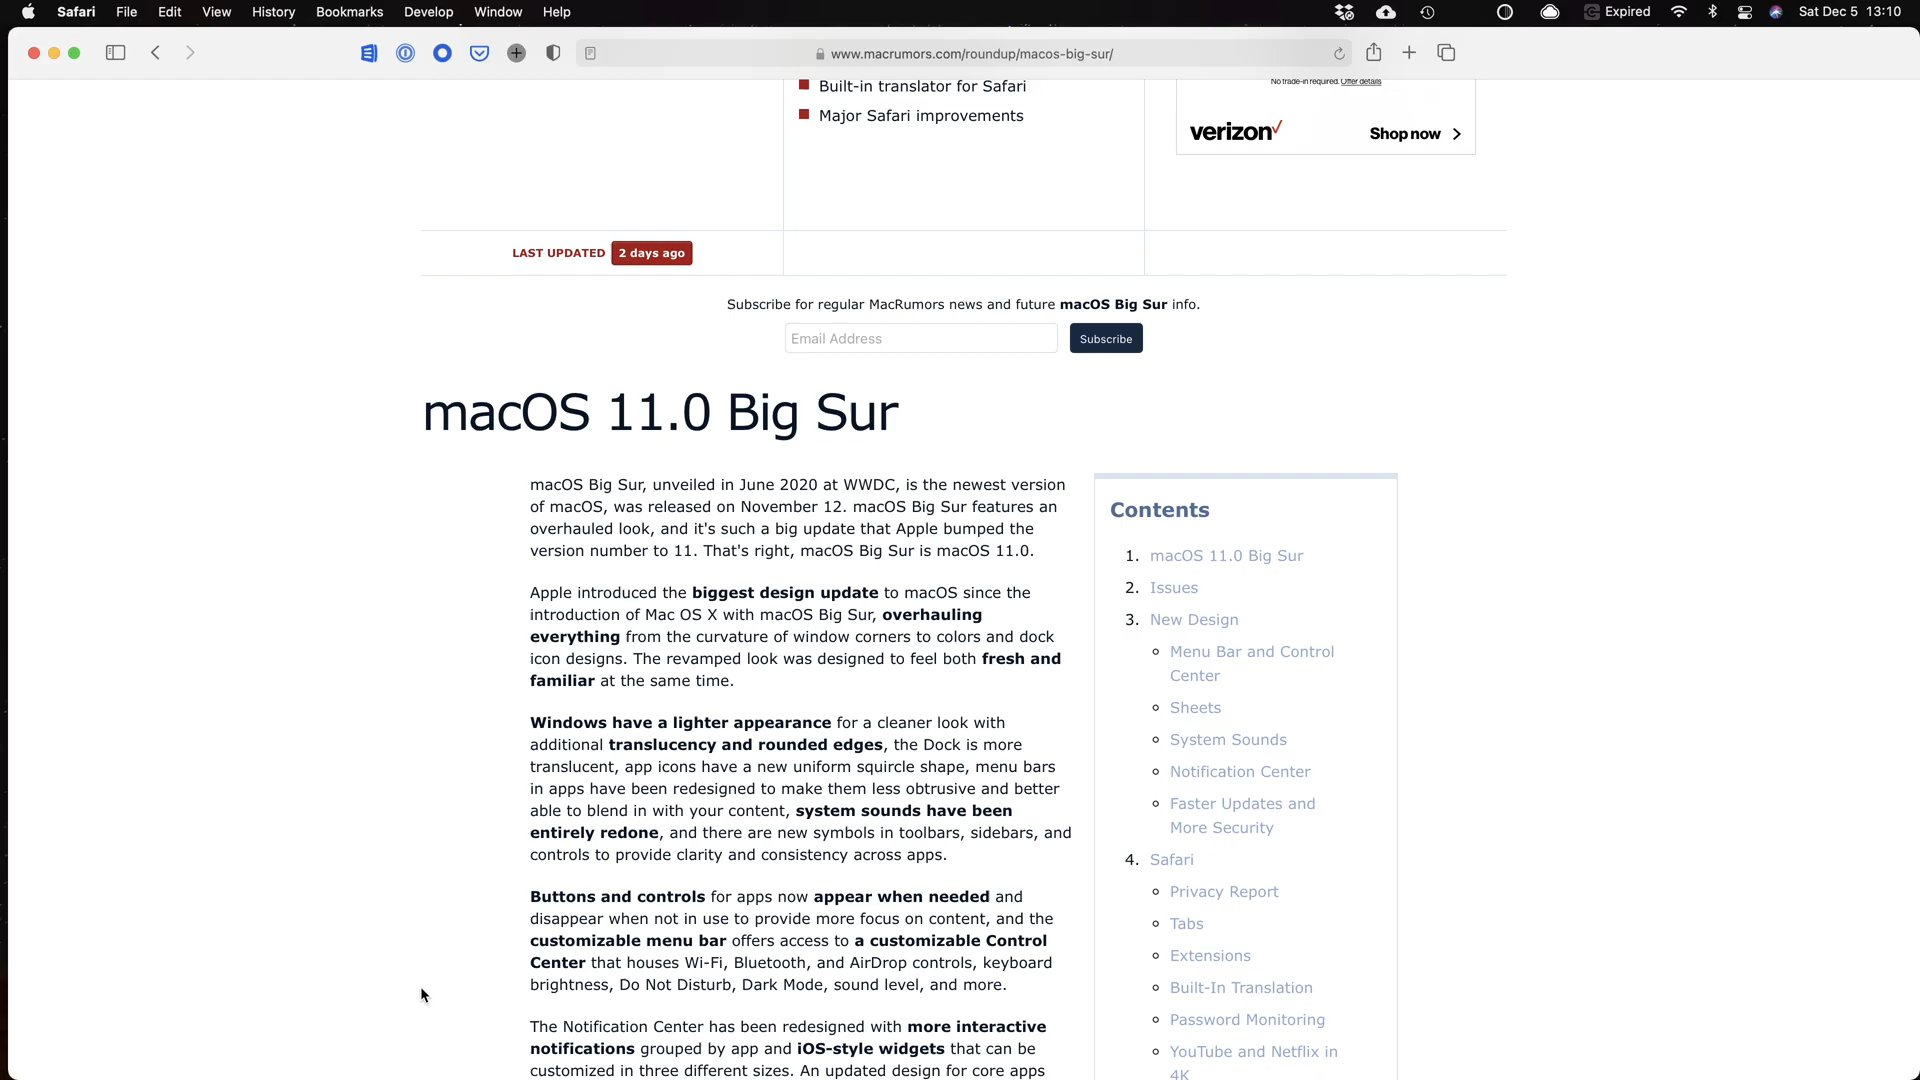 Safari File Edit View History Bookmarks Develop Window Help Expired Sat Dec 5 13:10
www.macrumors.com/roundup/macos-big-sur/
Built-in translator for Safari
Major Safari improvements
No trade-in required. Offer details
verizon Shop now
LAST UPDATED 2 days ago
Subscribe for regular MacRumors news and future macOS Big Sur info.
Email Address Subscribe
macOS 11.0 Big Sur
macOS Big Sur, unveiled in June 2020 at WWDC, is the newest version
of macOS, was released on November 12. macOS Big Sur features an
overhauled look, and it's such a big update that Apple bumped the
version number to 11. That's right, macOS Big Sur is macOS 11.0.
Apple introduced the biggest design update to macOS since the
introduction of Mac OS X with macOS Big Sur, overhauling
everything from the curvature of window corners to colors and dock
icon designs. The revamped look was designed to feel both fresh and
familiar at the same time.
Windows have a lighter appearance for a cleaner look with
additional translucency and rounded edges, the Dock is more
translucent, app icons have a new uniform squircle shape, menu bars
in apps have been redesigned to make them less obtrusive and better
able to blend in with your content, system sounds have been
entirely redone, and there are new symbols in toolbars, sidebars, and
controls to provide clarity and consistency across apps.
Buttons and controls for apps now appear when needed and
disappear when not in use to provide more focus on content, and the
customizable menu bar offers access to a customizable Control
Center that houses Wi-Fi, Bluetooth, and AirDrop controls, keyboard
brightness, Do Not Disturb, Dark Mode, sound level, and more.
The Notification Center has been redesigned with more interactive
notifications grouped by app and iOS-style widgets that can be
customized in three different sizes. An updated design for core apps
Contents
1. macOS 11.0 Big Sur
2. Issues
3. New Design
Menu Bar and Control
Center
Sheets
System Sounds
Notification Center
Faster Updates and
More Security
4. Safari
Privacy Report
Tabs
Extensions
Built-In Translation
Password Monitoring
YouTube and Netflix in
4K